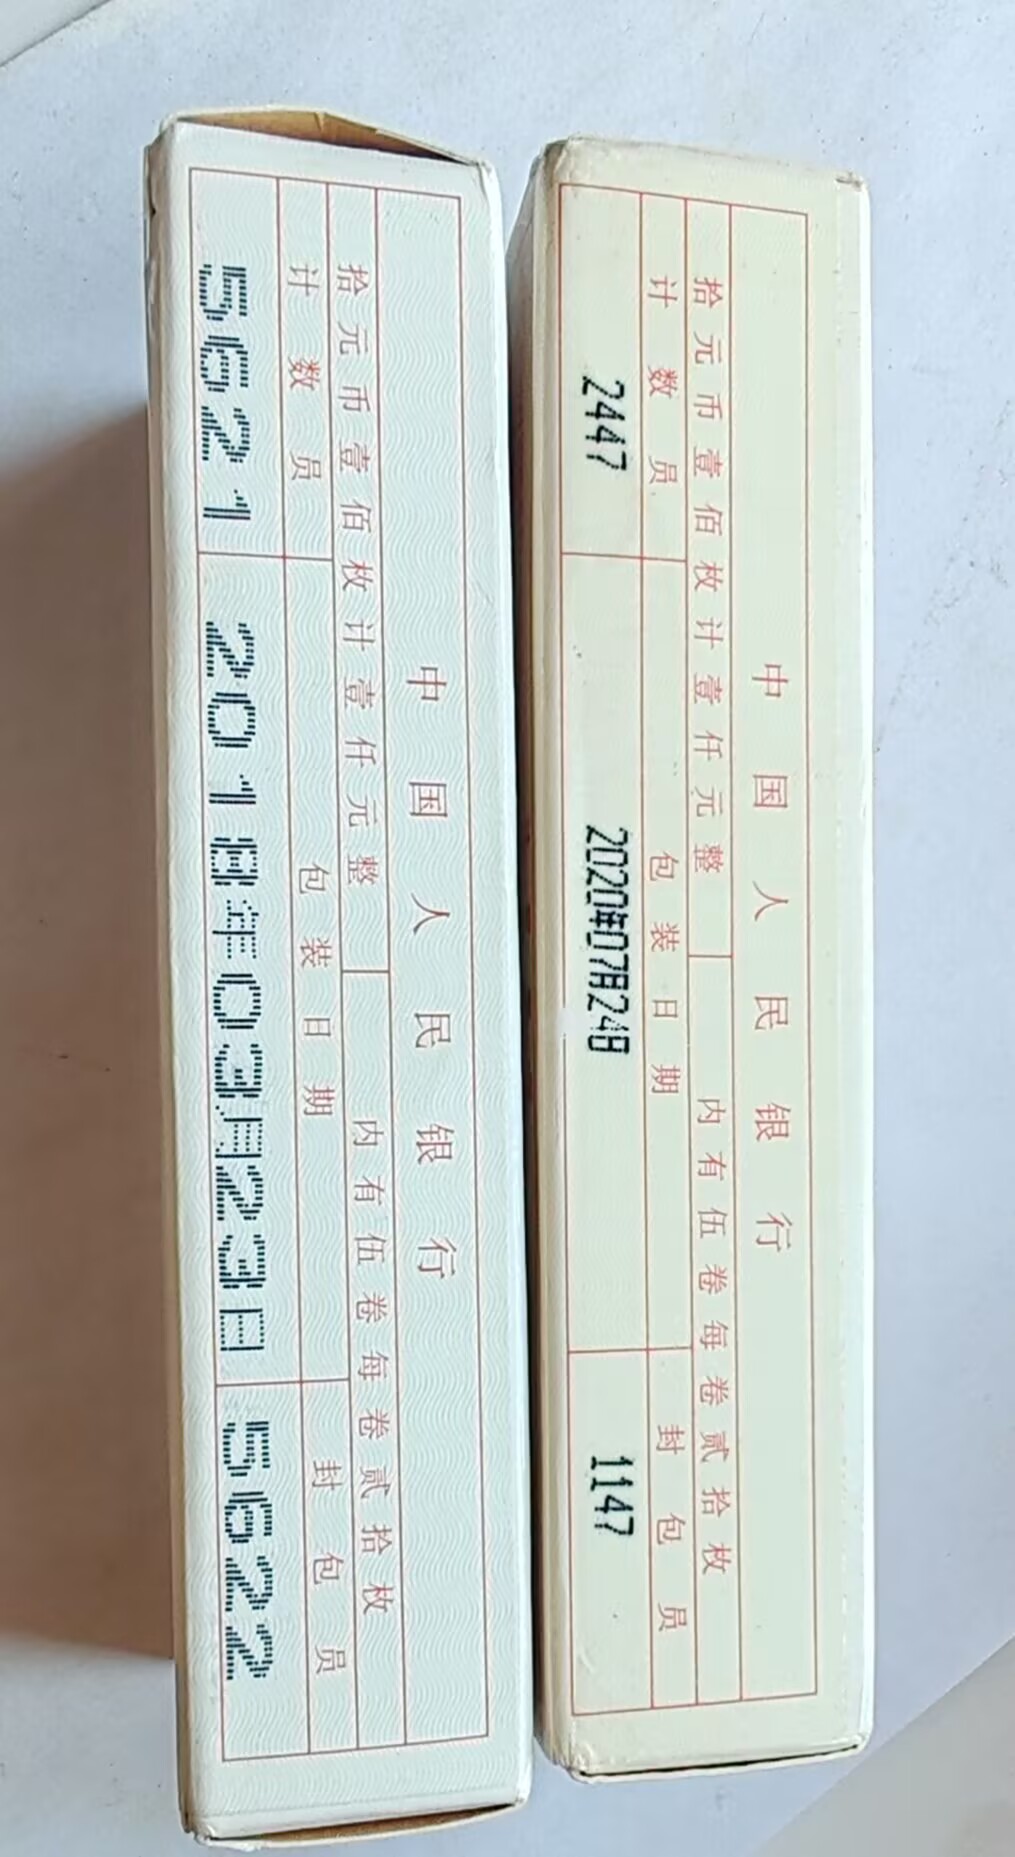 中国人民银行
拾元币壹佰枚计壹仟元整 内有伍卷每卷贰拾枚
计数员 包装日期 封包员
2447 2020年07月24日 1147
中国人民银行
拾元币壹佰枚计壹仟元整 内有伍卷每卷贰拾枚
计数员 包装日期 封包员
5621 2018年03月23日 5622